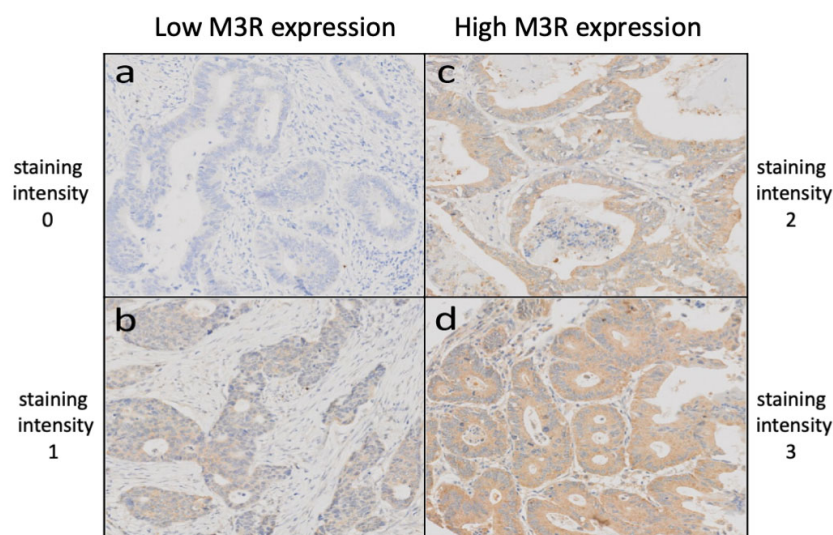 Low M3R expression
High M3R expression
a
c
staining
intensity
0
staining
intensity
2
b
d
staining
intensity
1
staining
intensity
3